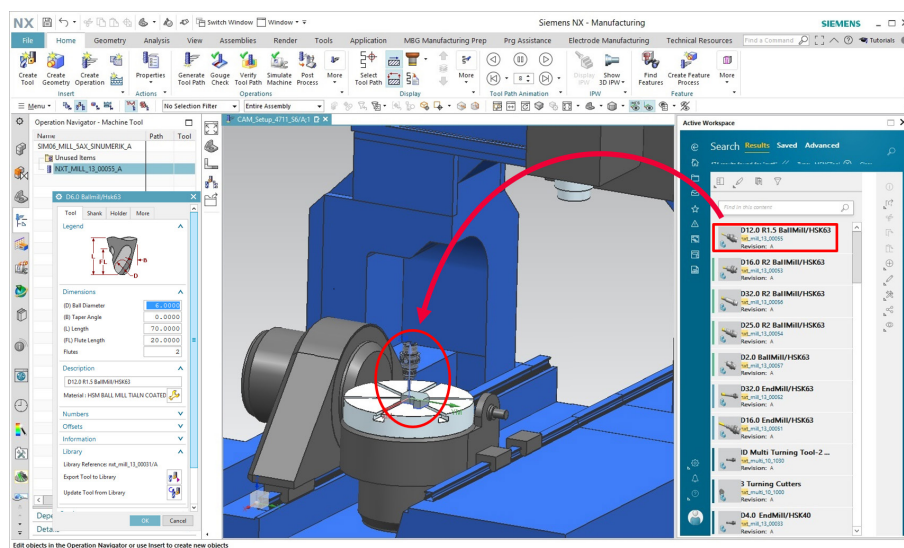 NX
Switch Window
Window
Siemens NX - Manufacturing
SIEMENS
File
Home
Geometry
Analysis
View
Assemblies
Render
Tools
Application
MBG Manufacturing Prep
Prg Assistance
Electrode Manufacturing
Technical Resources
Find a Command
Tutorials
Create Tool
Create Geometry
Create Operation
Properties
Generate Tool Path
Gouge Check
Verify Tool Path
Simulate Machine
Post Process
More
Select Tool Path
More
Display IPW
Show 3D IPW
Find Features
Create Feature Process
More
Insert
Actions
Operations
Display
Tool Path Animation
IPW
Feature
Menu
No Selection Filter
Entire Assembly
Operation Navigator - Machine Tool
Name
Path
Tool
SIM06_MILL_5AX_SINUMERIK_A
Unused Items
NXT_MILL_13_00055_A
D6.0 Ballmill/Hsk63
Tool
Shank
Holder
More
Legend
L
FL
B
D
Dimensions
(D) Ball Diameter
6.0000
(B) Taper Angle
0.0000
(L) Length
70.0000
(FL) Flute Length
20.0000
Flutes
2
Description
D12.0 R1.5 BallMill/HSK63
Material : HSM BALL MILL TIALN COATED
Numbers
Offsets
Information
Library
Library Reference: nxt_mill_13_00031/A
Export Tool to Library
Update Tool from Library
OK
Cancel
Depe
Deta...
CAM_Setup_4711_S6/A;1
Active Workspace
Search
Results
Saved
Advanced
Find in this content
D12.0 R1.5 BallMill/HSK63
nxt_mill_13_00055
Revision: A
D16.0 R2 BallMill/HSK63
nxt_mill_13_00053
Revision: A
D32.0 R2 BallMill/HSK63
nxt_mill_13_00056
Revision: A
D25.0 R2 BallMill/HSK63
nxt_mill_13_00054
Revision: A
D2.0 BallMill/HSK63
nxt_mill_13_00057
Revision: A
D32.0 EndMill/HSK63
nxt_mill_13_00052
Revision: A
D16.0 EndMill/HSK63
nxt_mill_13_00051
Revision: A
ID Multi Turning Tool-2 ...
nxt_multi_10_1030
Revision: A
3 Turning Cutters
nxt_multi_10_1000
Revision: A
D4.0 EndMill/HSK40
nxt_mill_13_00033
Revision: A
Edit objects in the Operation Navigator or use Insert to create new objects